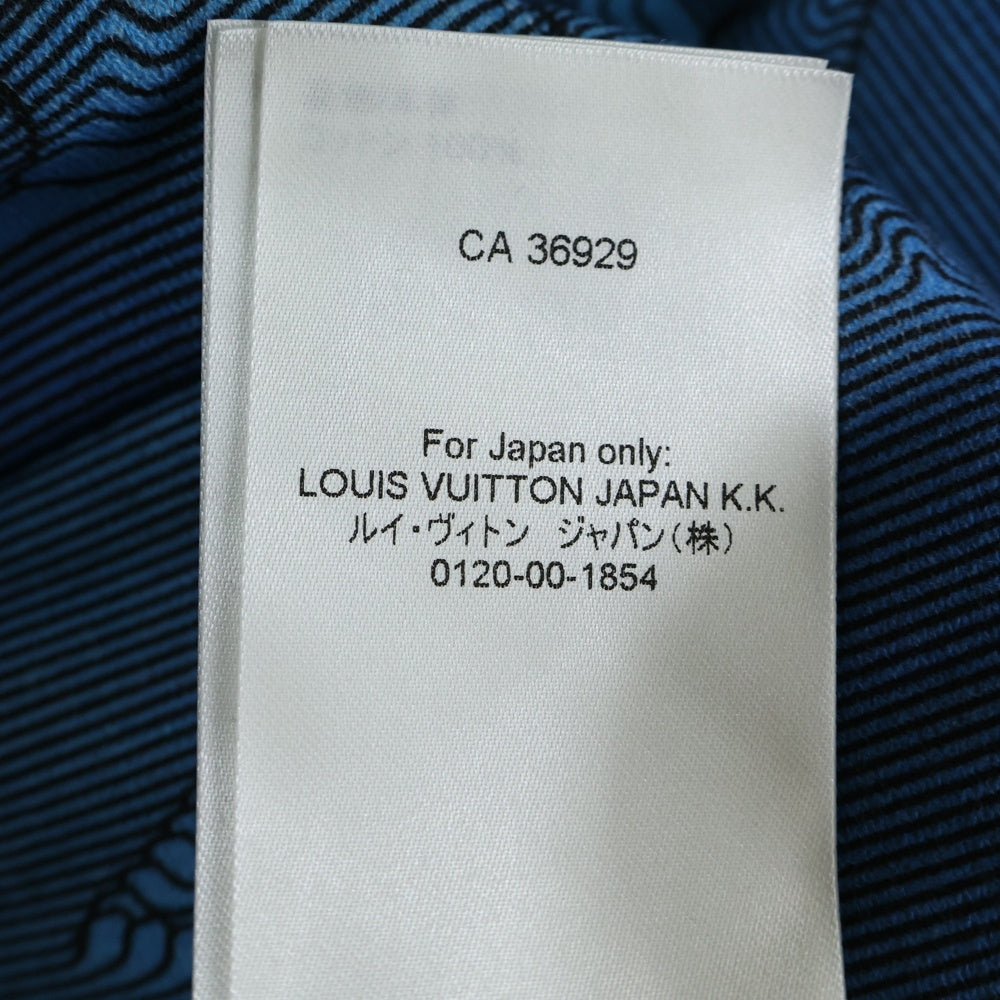 CA 36929
For Japan only:
LOUIS VUITTON JAPAN K.K.
ルイ・ヴィトン　ジャパン(株)
0120-00-1854